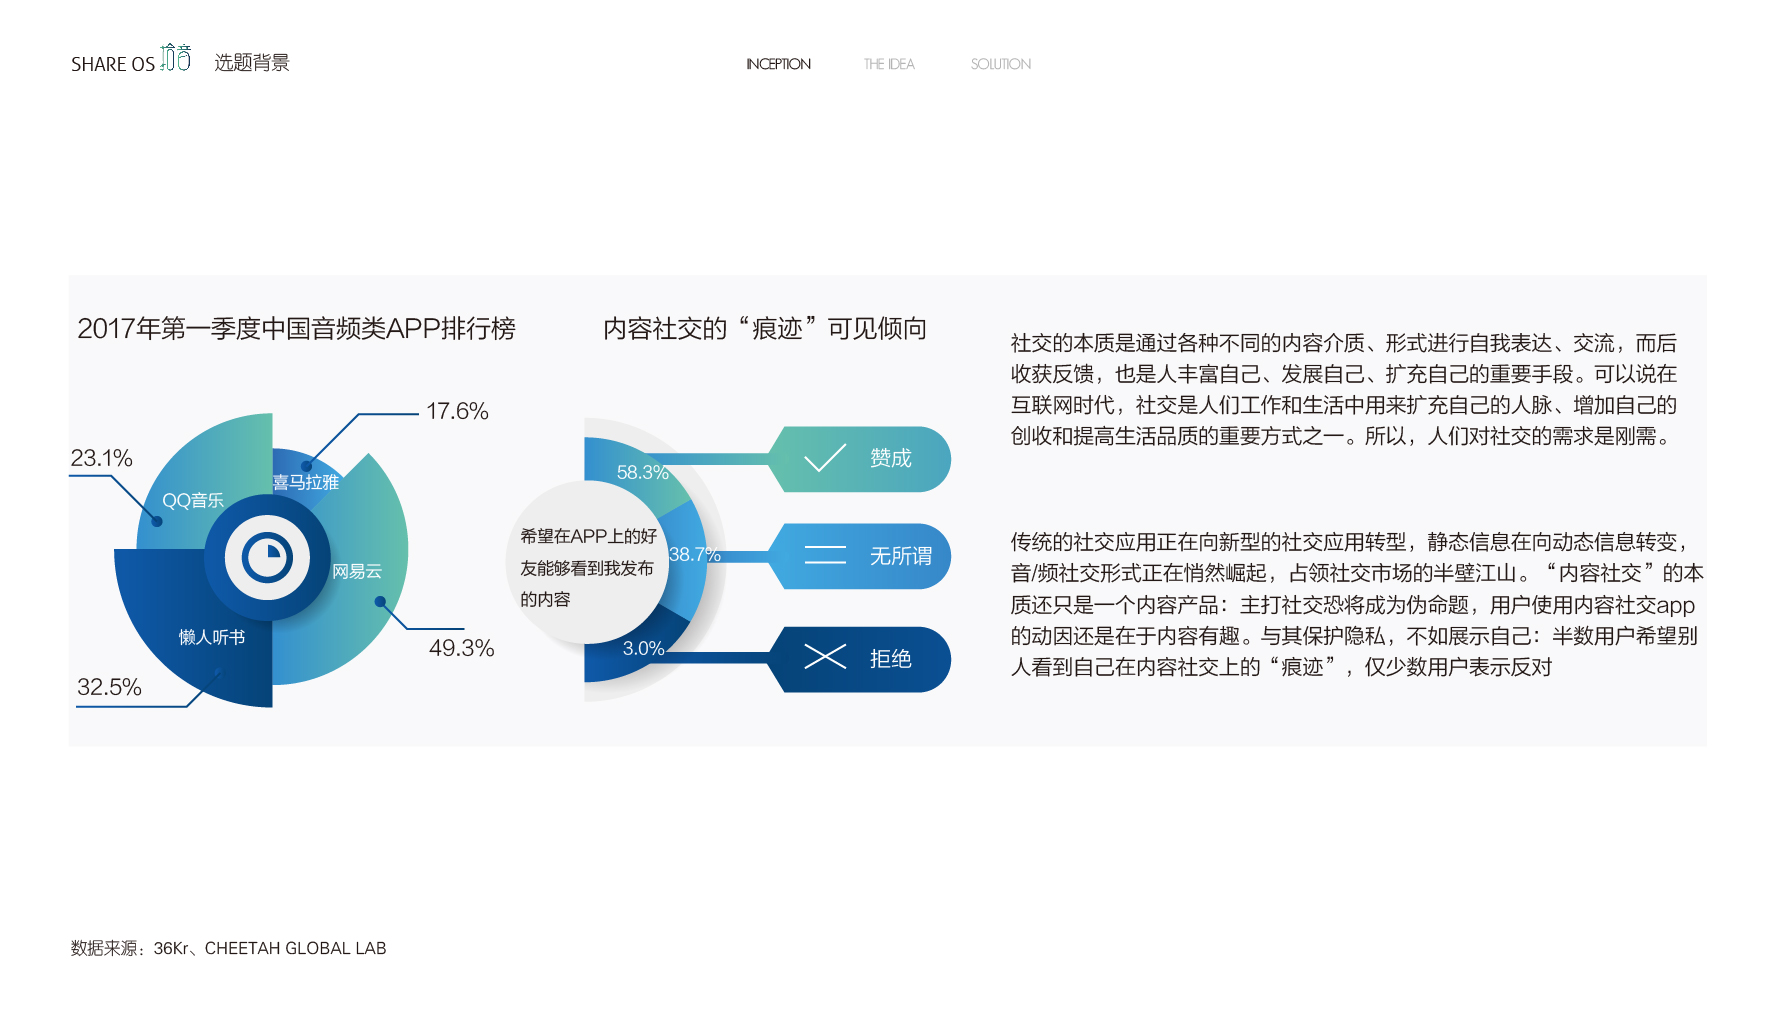 SHARE OS 拾音 选题背景
INCEPTION THE IDEA SOLUTION
2017年第一季度中国音频类APP排行榜
17.6%
23.1%
喜马拉雅
QQ音乐
网易云
懒人听书
49.3%
32.5%
内容社交的“痕迹”可见倾向
58.3%
赞成
希望在APP上的好
友能够看到我发布
的内容
38.7%
无所谓
3.0%
拒绝
社交的本质是通过各种不同的内容介质、形式进行自我表达、交流，而后
收获反馈，也是人丰富自己、发展自己、扩充自己的重要手段。可以说在
互联网时代，社交是人们工作和生活中用来扩充自己的人脉、增加自己的
创收和提高生活品质的重要方式之一。所以，人们对社交的需求是刚需。
传统的社交应用正在向新型的社交应用转型，静态信息在向动态信息转变，
音/频社交形式正在悄然崛起，占领社交市场的半壁江山。“内容社交”的本
质还只是一个内容产品：主打社交恐将成为伪命题，用户使用内容社交app
的动因还是在于内容有趣。与其保护隐私，不如展示自己：半数用户希望别
人看到自己在内容社交上的“痕迹”，仅少数用户表示反对
数据来源：36Kr、CHEETAH GLOBAL LAB